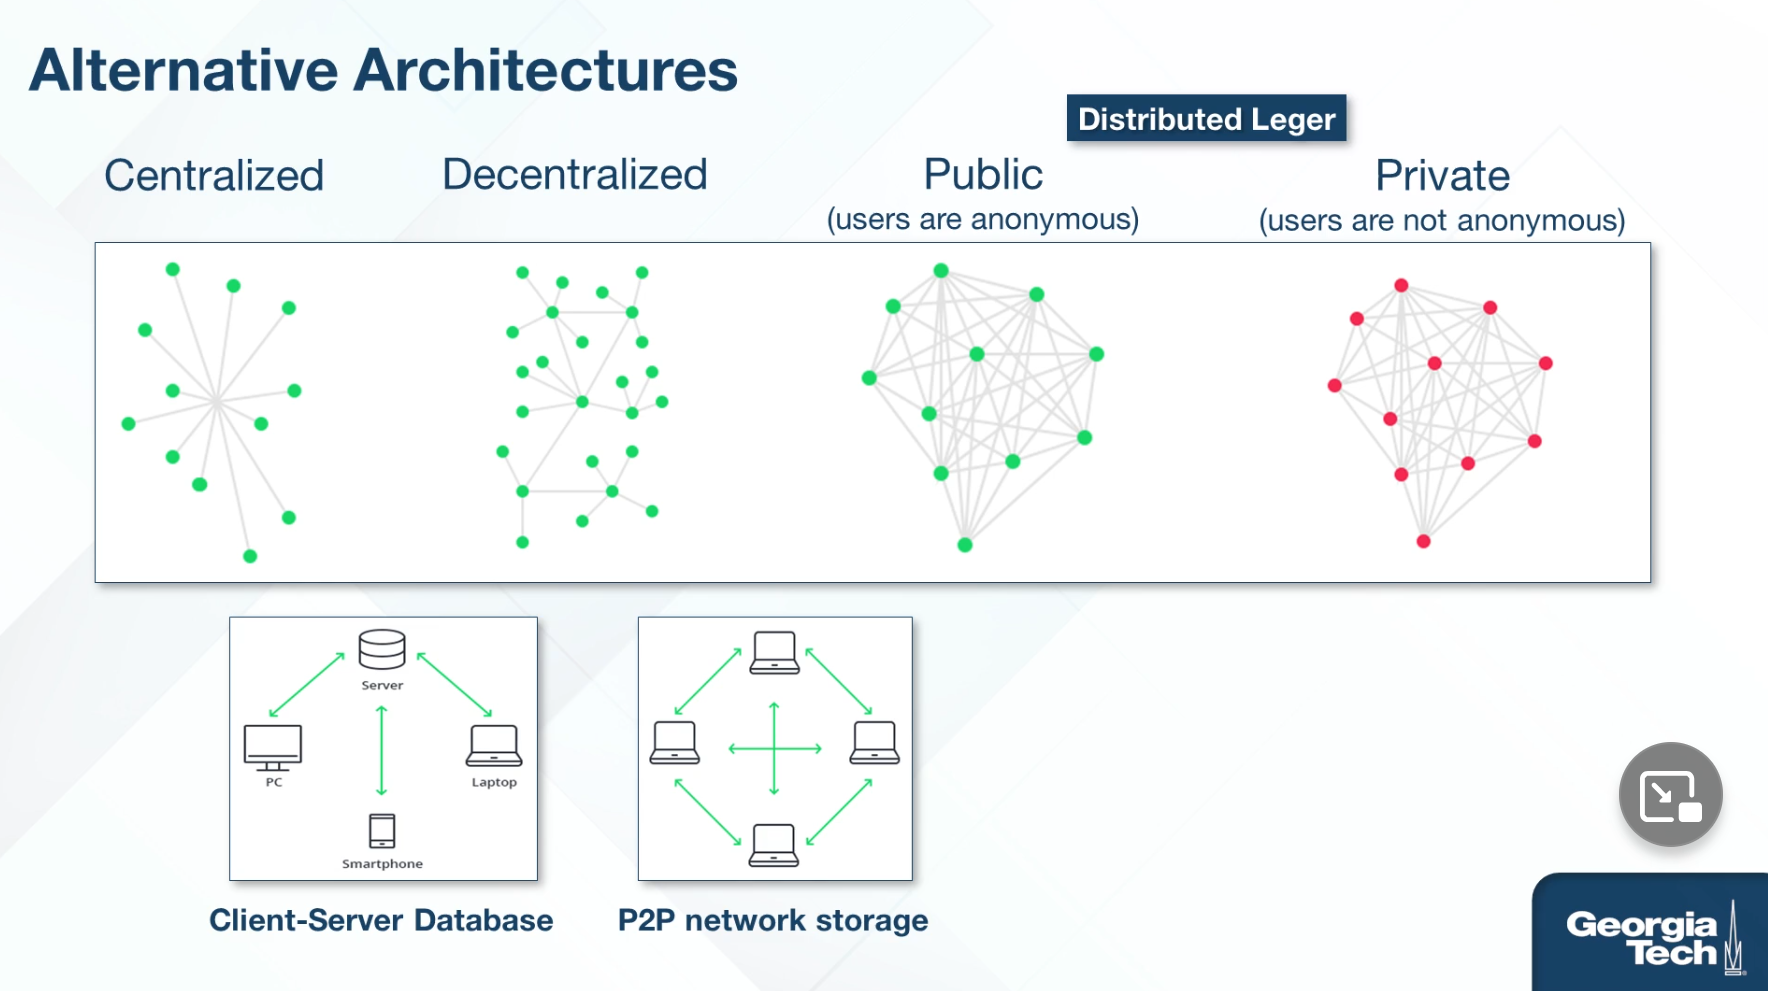 Alternative Architectures
Distributed Leger
Centralized
Decentralized
Public
(users are anonymous)
Private
(users are not anonymous)
Server
PC
Laptop
Smartphone
Client-Server Database
P2P network storage
Georgia
Tech